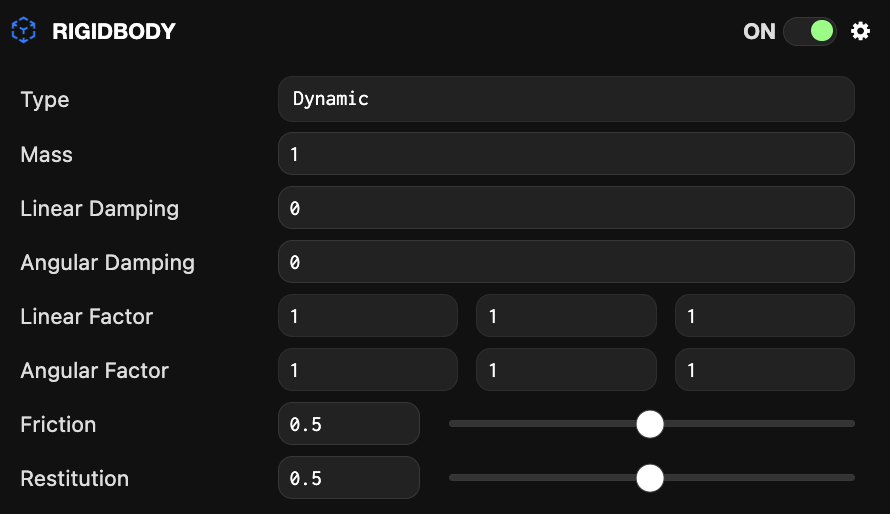 RIGIDBODY ON
Type Dynamic
Mass 1
Linear Damping 0
Angular Damping 0
Linear Factor 1 1 1
Angular Factor 1 1 1
Friction 0.5
Restitution 0.5